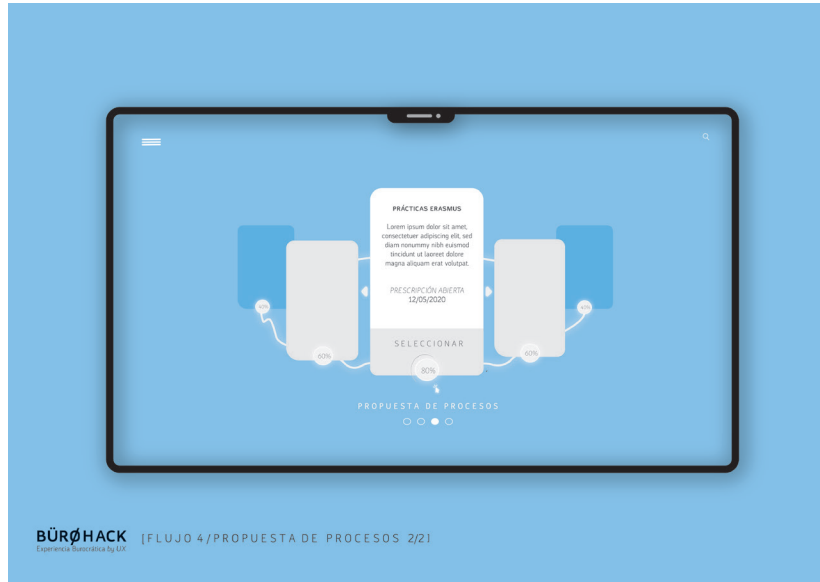 PRÁCTICAS ERASMUS
Lorem ipsum dolor sit amet,
consectetuer adipiscing elit, sed
diam nonummy nibh euismod
tincidunt ut laoreet dolore
magna aliquam erat volutpat.
PRESCRIPCIÓN ABIERTA
12/05/2020
SELECCIONAR
40%
60%
80%
60%
40%
PROPUESTA DE PROCESOS
BÜRØHACK
Experiencia Burocrática by UX
[FLUJO 4/PROPUESTA DE PROCESOS 2/2]